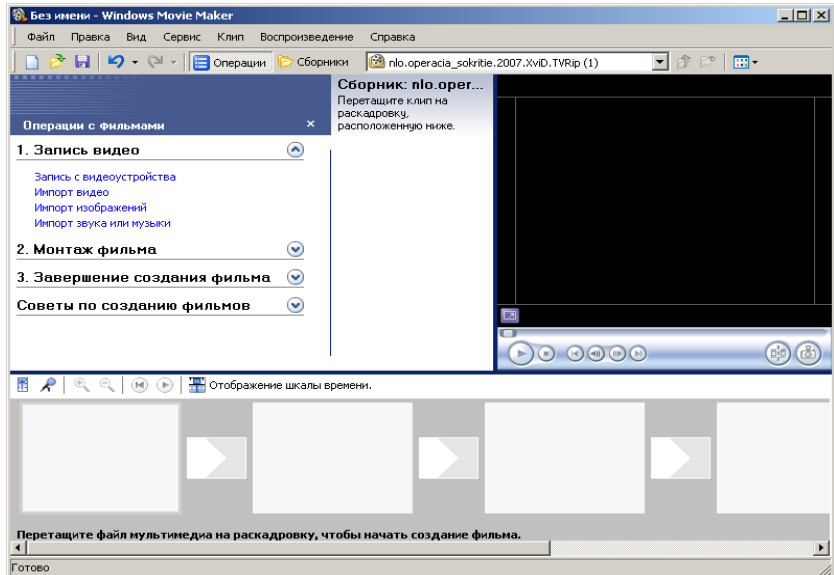 Без имени - Windows Movie Maker
Файл Правка Вид Сервис Клип Воспроизведение Справка
Операции Сборники nlo.operacia_sokritie.2007.XviD.TVRip (1)
Операции с фильмами
1. Запись видео
Запись с видеоустройства
Импорт видео
Импорт изображений
Импорт звука или музыки
2. Монтаж фильма
3. Завершение создания фильма
Советы по созданию фильмов
Сборник: nlo.oper...
Перетащите клип на
раскадровку,
расположенную ниже.
Отображение шкалы времени.
Перетащите файл мультимедиа на раскадровку, чтобы начать создание фильма.
Готово